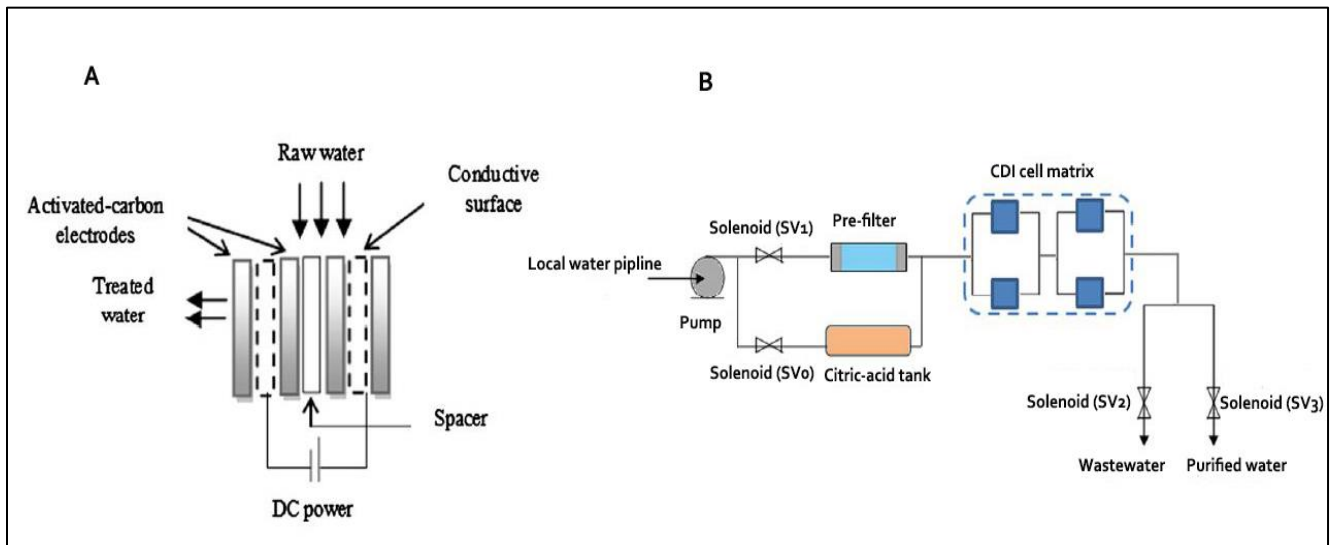 A
Raw water
Conductive
surface
Activated-carbon
electrodes
Treated
water
Spacer
DC power
B
CDI cell matrix
Solenoid (SV1)
Pre-filter
Local water pipline
Pump
Solenoid (SV0)
Citric-acid tank
Solenoid (SV2)
Solenoid (SV3)
Wastewater
Purified water